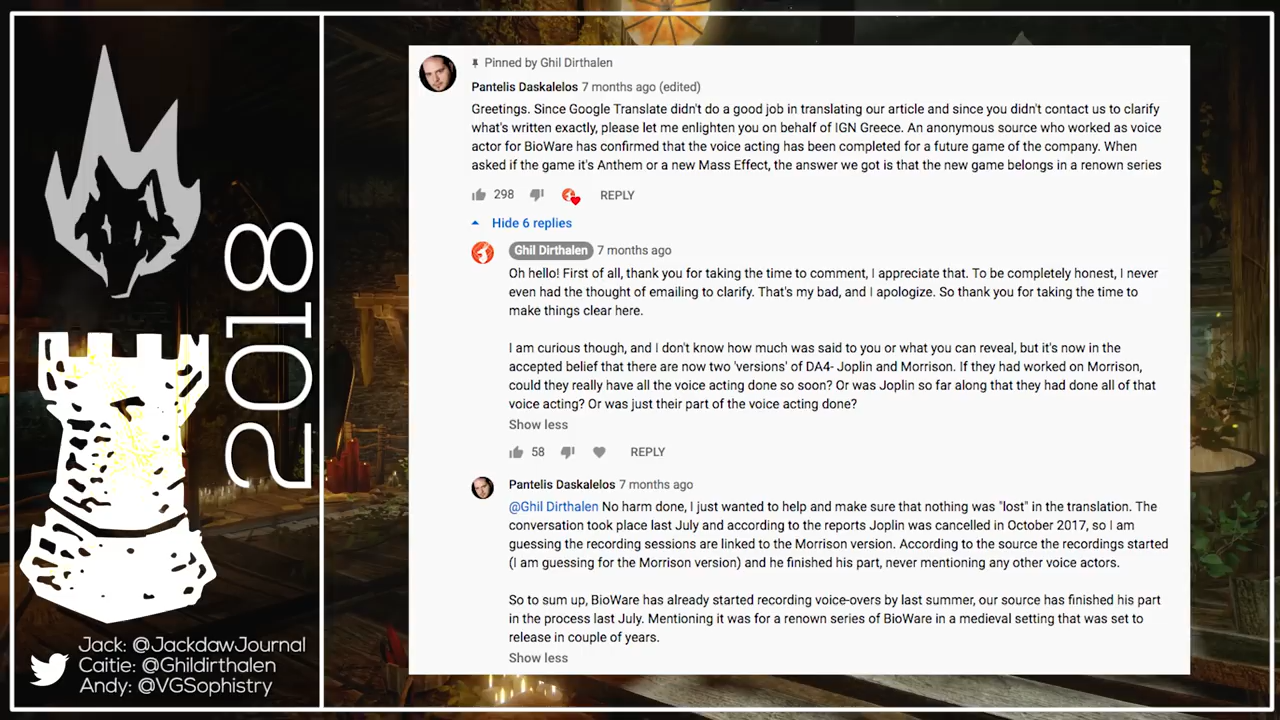 2018
Jack: @JackdawJournal
Caitie: @Ghildirthalen
Andy: @VGSophistry
Pinned by Ghil Dirthalen
Pantelis Daskalelos 7 months ago (edited)
Greetings. Since Google Translate didn't do a good job in translating our article and since you didn't contact us to clarify
what's written exactly, please let me enlighten you on behalf of IGN Greece. An anonymous source who worked as voice
actor for BioWare has confirmed that the voice acting has been completed for a future game of the company. When
asked if the game it's Anthem or a new Mass Effect, the answer we got is that the new game belongs in a renown series
298 REPLY
Hide 6 replies
Ghil Dirthalen 7 months ago
Oh hello! First of all, thank you for taking the time to comment, I appreciate that. To be completely honest, I never
even had the thought of emailing to clarify. That's my bad, and I apologize. So thank you for taking the time to
make things clear here.
I am curious though, and I don't know how much was said to you or what you can reveal, but it's now in the
accepted belief that there are now two 'versions' of DA4- Joplin and Morrison. If they had worked on Morrison,
could they really have all the voice acting done so soon? Or was Joplin so far along that they had done all of that
voice acting? Or was just their part of the voice acting done?
Show less
58 REPLY
Pantelis Daskalelos 7 months ago
@Ghil Dirthalen No harm done, I just wanted to help and make sure that nothing was "lost" in the translation. The
conversation took place last July and according to the reports Joplin was cancelled in October 2017, so I am
guessing the recording sessions are linked to the Morrison version. According to the source the recordings started
(I am guessing for the Morrison version) and he finished his part, never mentioning any other voice actors.
So to sum up, BioWare has already started recording voice-overs by last summer, our source has finished his part
in the process last July. Mentioning it was for a renown series of BioWare in a medieval setting that was set to
release in couple of years.
Show less